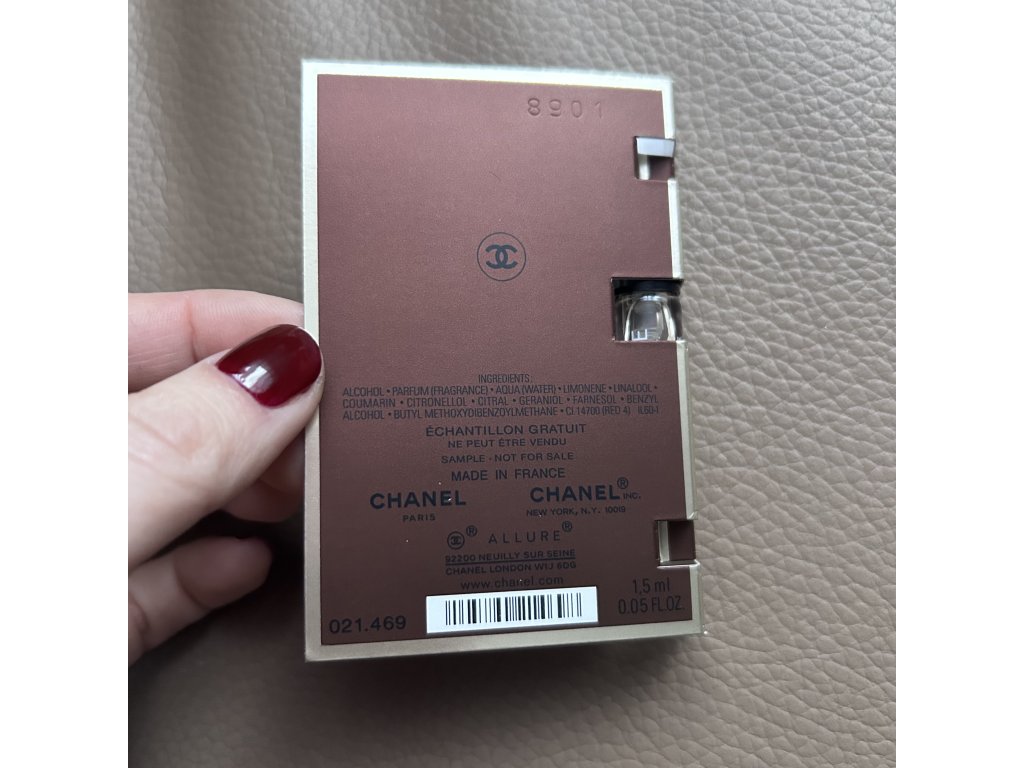 8901
INGREDIENTS:
ALCOHOL • PARFUM (FRAGRANCE) • AQUA (WATER) • LIMONENE • LINALOOL •
COUMARIN • CITRONELLOL • CITRAL • GERANIOL • FARNESOL • BENZYL
ALCOHOL • BUTYL METHOXYDIBENZOYLMETHANE • CI 14700 (RED 4) IL60-1
ÉCHANTILLON GRATUIT
NE PEUT ÊTRE VENDU
SAMPLE - NOT FOR SALE
MADE IN FRANCE
CHANEL CHANEL® INC.
PARIS NEW YORK, N.Y. 10019
® ALLURE®
92200 NEUILLY SUR SEINE
CHANEL LONDON W1J 6DG
www.chanel.com
1,5 ml
021.469 0.05 FL.OZ.